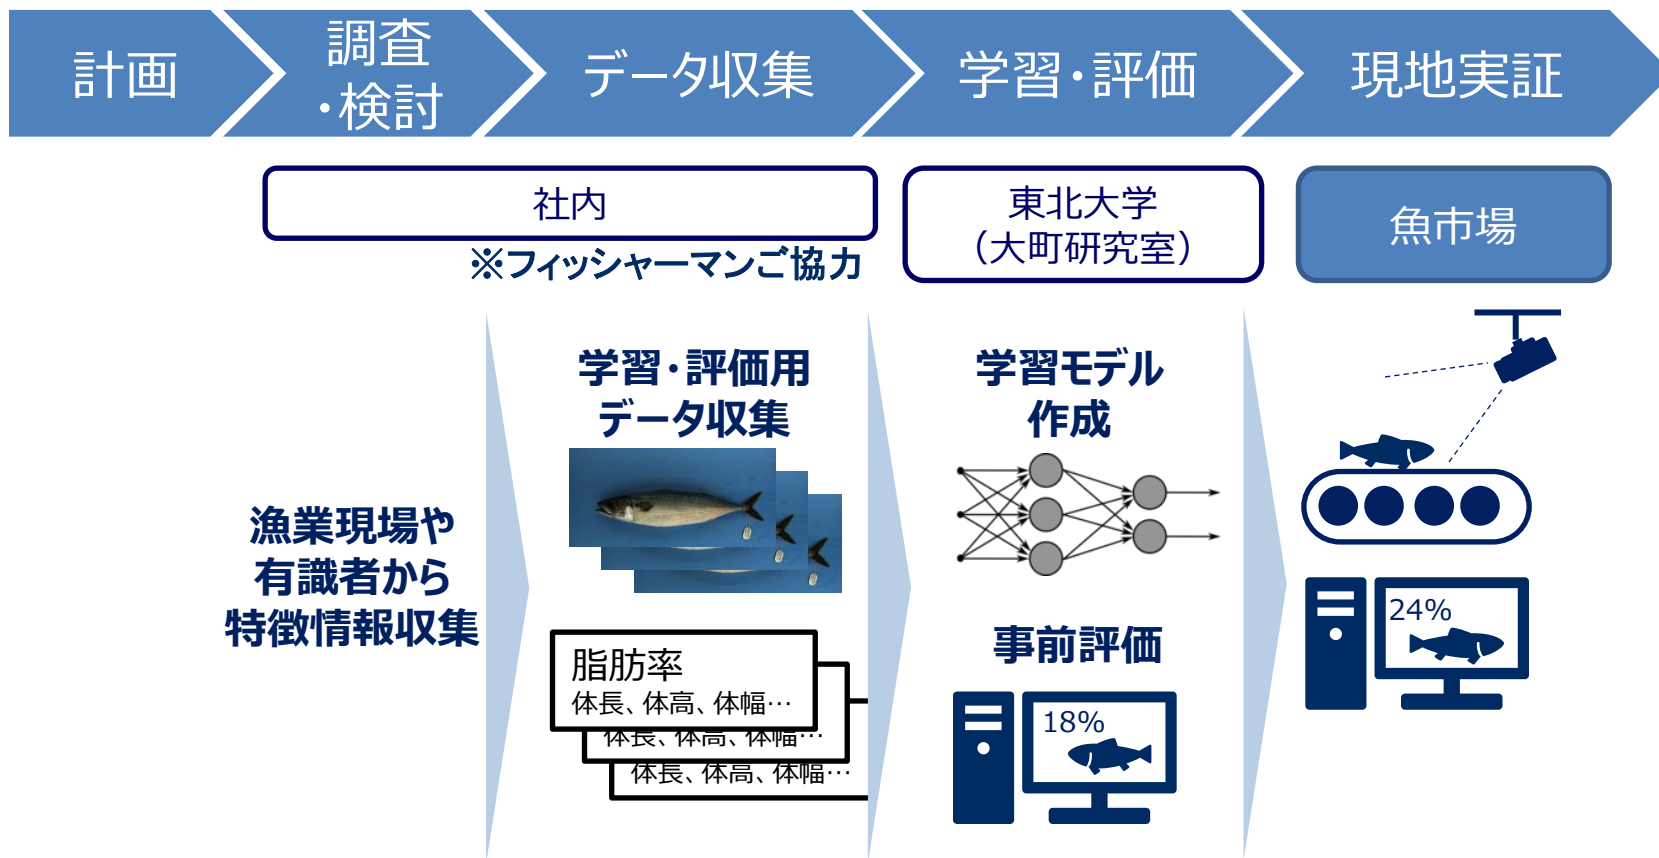 計画
調査
・検討
データ収集
学習・評価
現地実証
社内
※フィッシャーマンご協力
東北大学
（大町研究室）
魚市場
漁業現場や
有識者から
特徴情報収集
学習・評価用
データ収集
脂肪率
体長、体高、体幅…
体長、体高、体幅…
体長、体高、体幅…
学習モデル
作成
事前評価
18%
24%